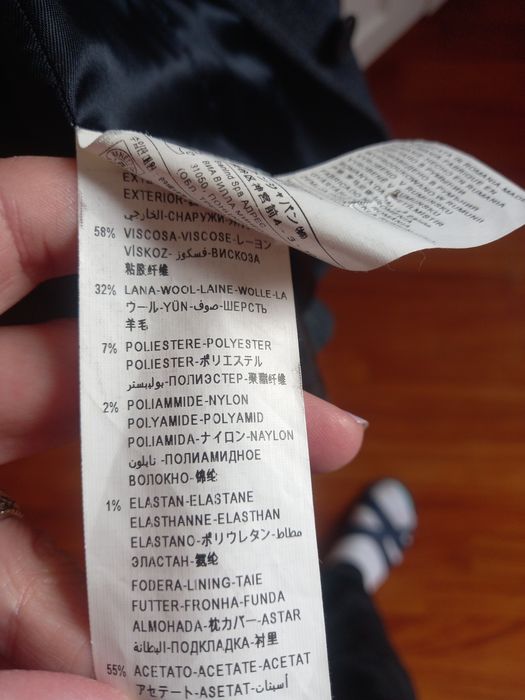 EXTERIOR-
الخارجي-СНАРУЖИ-
58% VISCOSA-VISCOSE-レーヨン
VİSKOZ-فسكوز-ВИСКОЗА
粘胶纤维
32% LANA-WOOL-LAINE-WOLLE-LA
ウール-YÜN-صوف-ШЕРСТЬ
羊毛
7% POLIESTERE-POLYESTER
POLIESTER-ポリエステル
بوليستر-ПОЛИЭСТЕР-聚酯纤维
2% POLIAMMIDE-NYLON
POLYAMIDE-POLYAMID
POLIAMIDA-ナイロン-NAYLON
نايلون-ПОЛИАМИДНОЕ
ВОЛОКНО-锦纶
1% ELASTAN-ELASTANE
ELASTHANNE-ELASTHAN
ELASTANO-ポリウレタン-مطاط
ЭЛАСТАН-氨纶
FODERA-LINING-TAIE
FUTTER-FRONHA-FUNDA
ALMOHADA-枕カバー-ASTAR
البطانة-ПОДКЛАДКА-衬里
55% ACETATO-ACETATE-ACETAT
アセテート-ASETAT-أسيتات